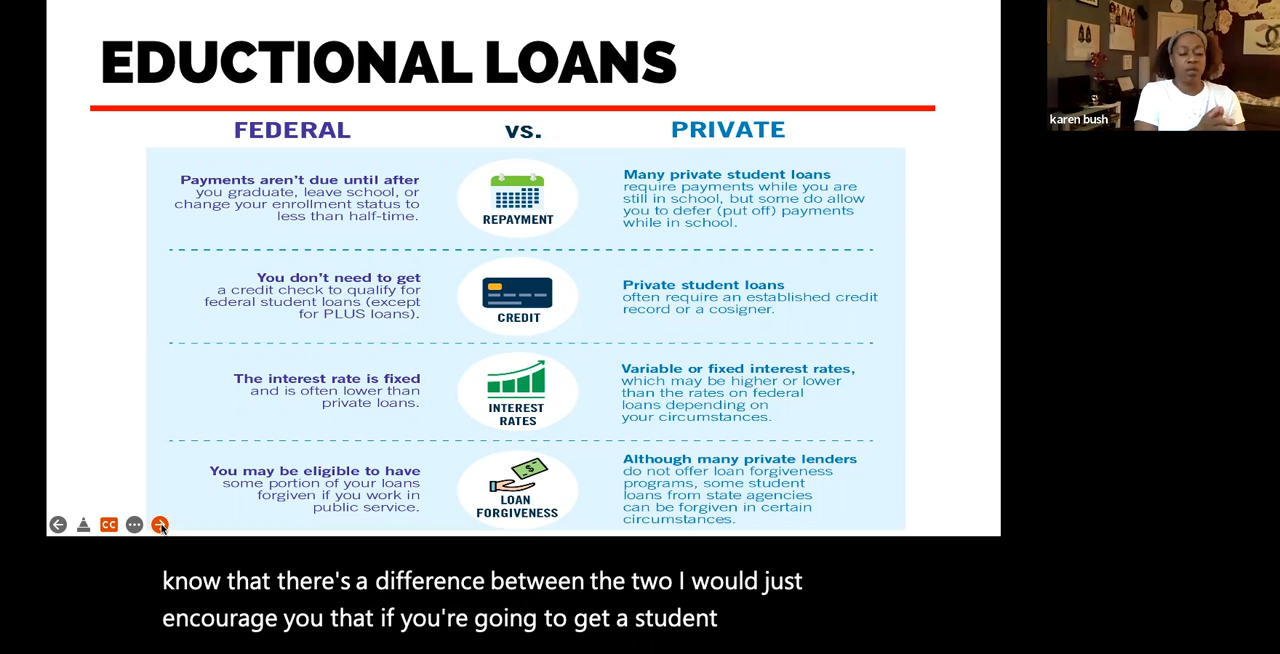 EDUCTIONAL LOANS
FEDERAL vs. PRIVATE
Payments aren't due until after
you graduate, leave school, or
change your enrollment status to
less than half-time.
REPAYMENT
Many private student loans
require payments while you are
still in school, but some do allow
you to defer (put off) payments
while in school.
You don't need to get
a credit check to qualify for
federal student loans (except
for PLUS loans).
CREDIT
Private student loans
often require an established credit
record or a cosigner.
The interest rate is fixed
and is often lower than
private loans.
INTEREST
RATES
Variable or fixed interest rates,
which may be higher or lower
than the rates on federal
loans depending on
your circumstances.
You may be eligible to have
some portion of your loans
forgiven if you work in
public service.
LOAN
FORGIVENESS
Although many private lenders
do not offer loan forgiveness
programs, some student
loans from state agencies
can be forgiven in certain
circumstances.
CC
karen bush
know that there's a difference between the two I would just
encourage you that if you're going to get a student